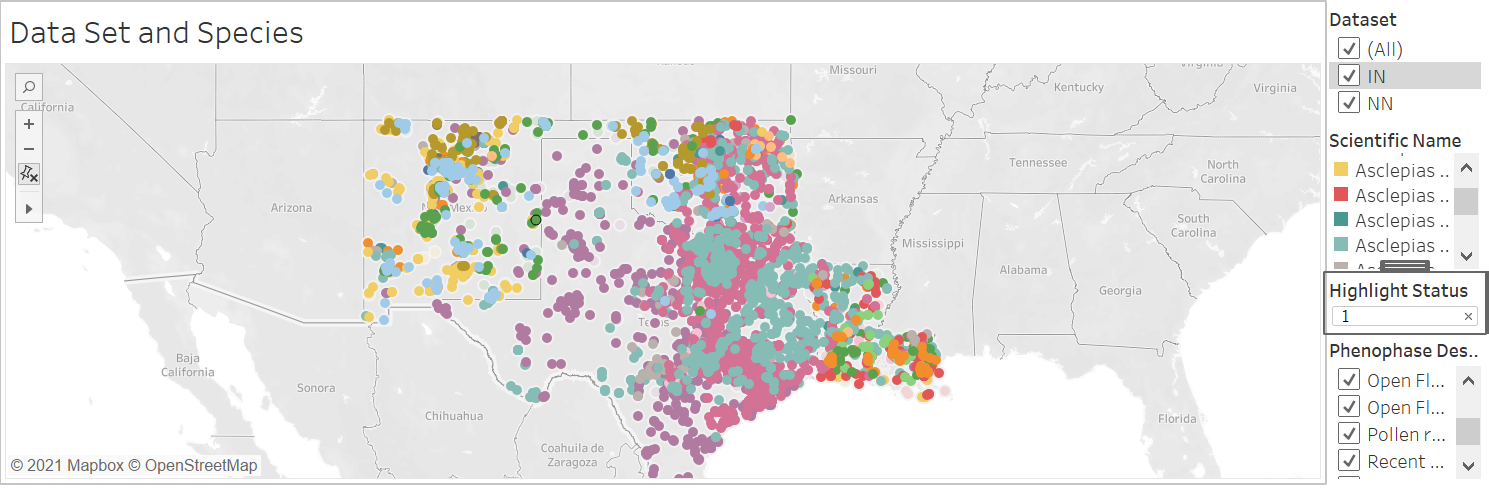 Data Set and Species
California
Arizona
Missouri
Kentucky
Virginia
Tennessee
North
Carolina
Arkansas
South
Carolina
Mississippi
Alabama
Georgia
Baja
California
Sonora
Chihuahua
Coahuila de
Zaragoza
Florida
© 2021 Mapbox © OpenStreetMap
Dataset
(All)
IN
NN
Scientific Name
Asclepias ..
Asclepias ..
Asclepias ..
Asclepias ..
Highlight Status
1
Phenophase Des..
Open Fl...
Open Fl...
Pollen r...
Recent ...